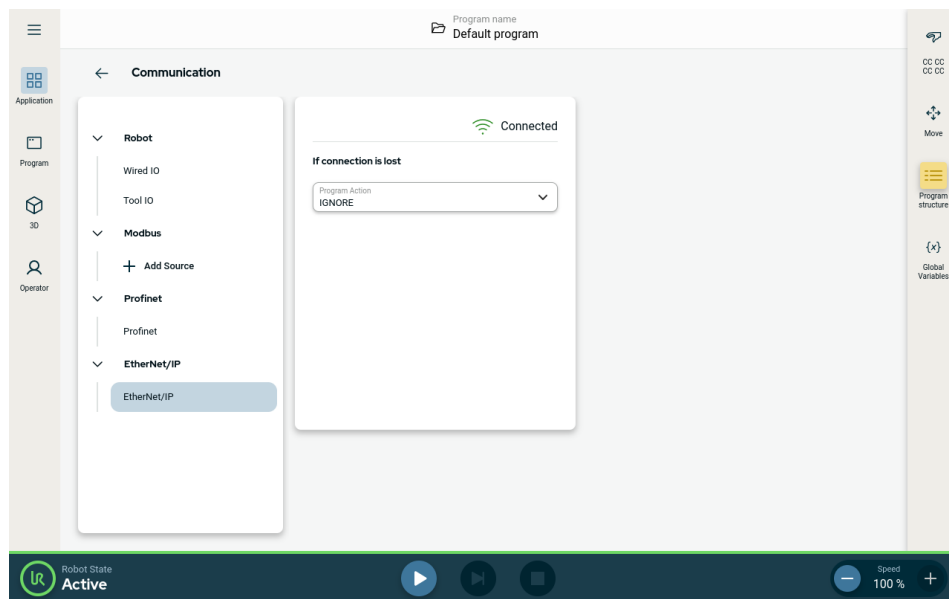 Program name
Default program
Communication
Application
Program
3D
Operator
Robot
Wired IO
Tool IO
Modbus
Add Source
Profinet
Profinet
EtherNet/IP
EtherNet/IP
Connected
If connection is lost
Program Action
IGNORE
CC CC
CC CC
Move
Program
structure
{x}
Global
Variables
UR
Robot State
Active
Speed
100 %